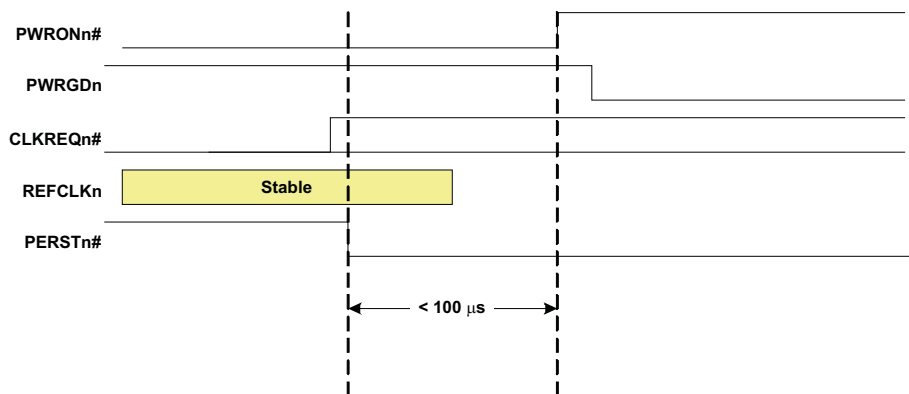 PWRONn#
PWRGDn
CLKREQn#
REFCLKn
Stable
PERSTn#
< 100 μs